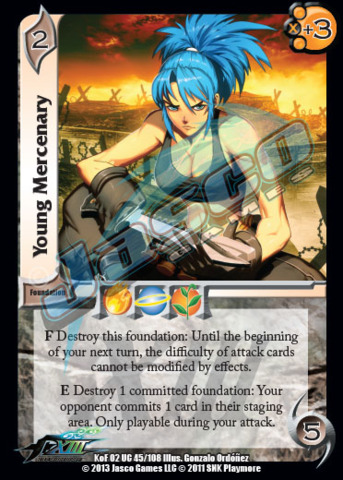 2
X +3
Young Mercenary
Jasco
Foundation
F Destroy this foundation: Until the beginning
of your next turn, the difficulty of attack cards
cannot be modified by effects.
E Destroy 1 committed foundation: Your
opponent commits 1 card in their staging
area. Only playable during your attack.
XIII
5
KoF 02 UC 45/108 Illus. Gonzalo Ordóñez
© 2013 Jasco Games LLC © 2011 SNK Playmore